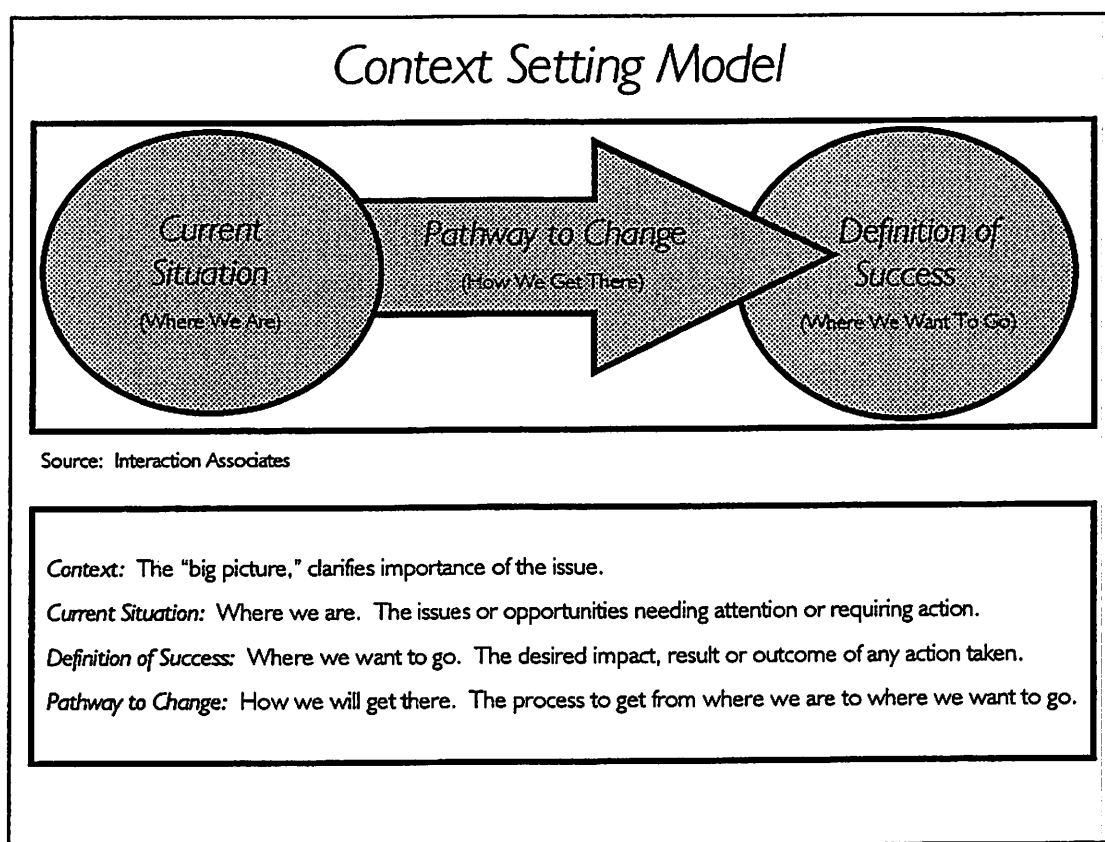 Context Setting Model
Current
Situation
(Where We Are)
Pathway to Change
(How We Get There)
Definition of
Success
(Where We Want To Go)
Source: Interaction Associates
Context: The "big picture," clarifies importance of the issue.
Current Situation: Where we are. The issues or opportunities needing attention or requiring action.
Definition of Success: Where we want to go. The desired impact, result or outcome of any action taken.
Pathway to Change: How we will get there. The process to get from where we are to where we want to go.